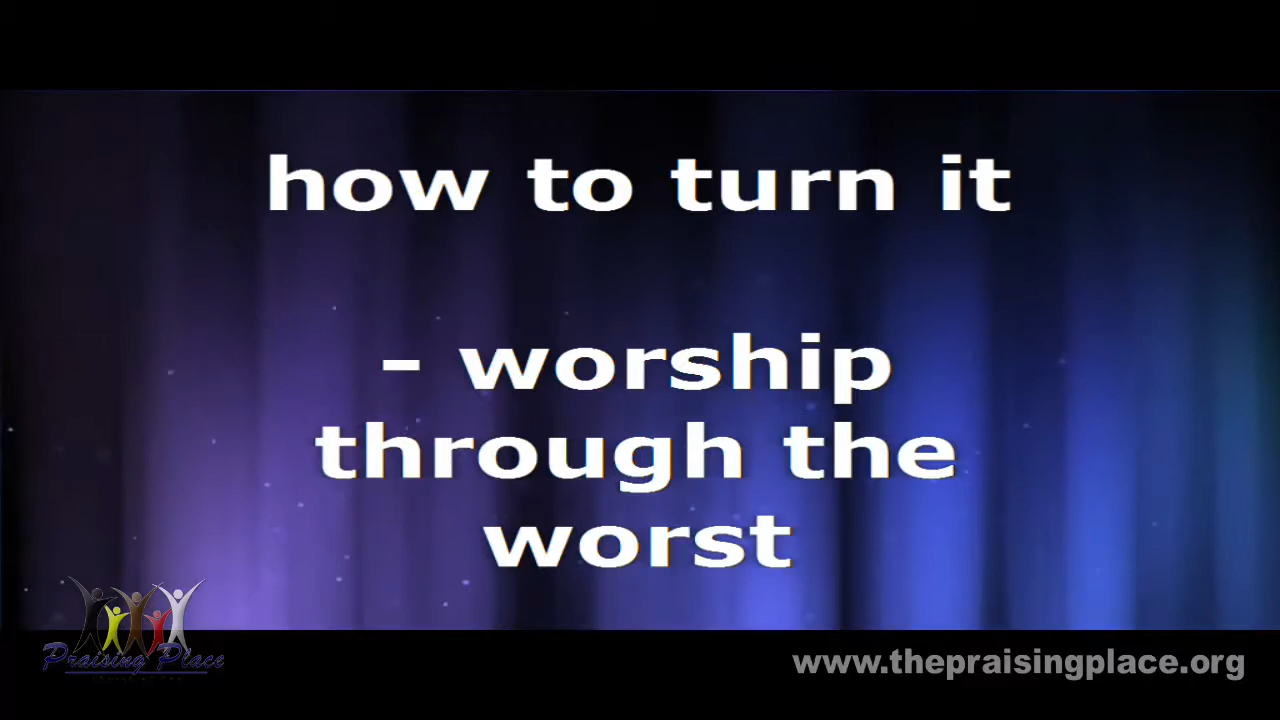 how to turn it
– worship
through the
worst
Praising Place
www.thepraisingplace.org